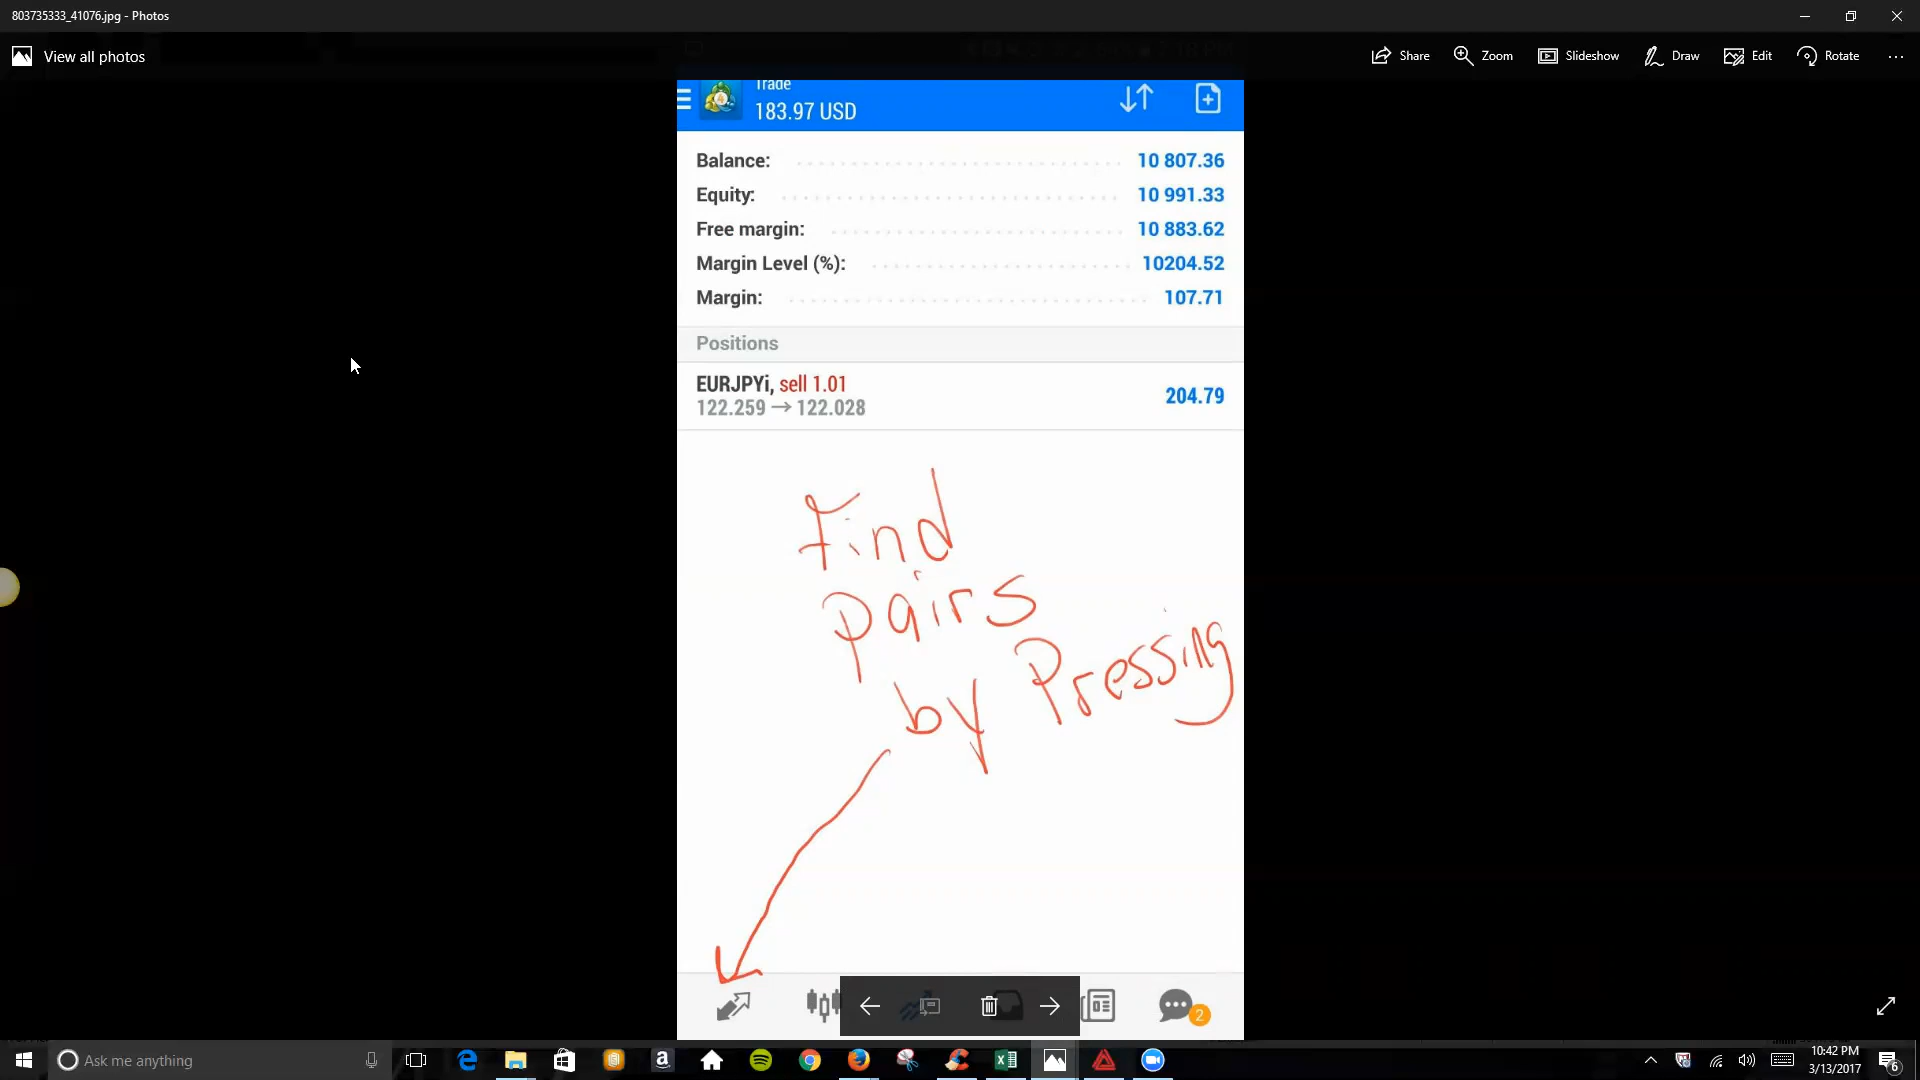 803735333_41076.jpg - Photos
View all photos
Share
Zoom
Slideshow
Draw
Edit
Rotate
Trade
183.97 USD
Balance: 10 807.36
Equity: 10 991.33
Free margin: 10 883.62
Margin Level (%): 10204.52
Margin: 107.71
Positions
EURJPYi, sell 1.01
122.259 → 122.028
204.79
Find
pairs
by Pressing
2
Ask me anything
10:42 PM
3/13/2017
6